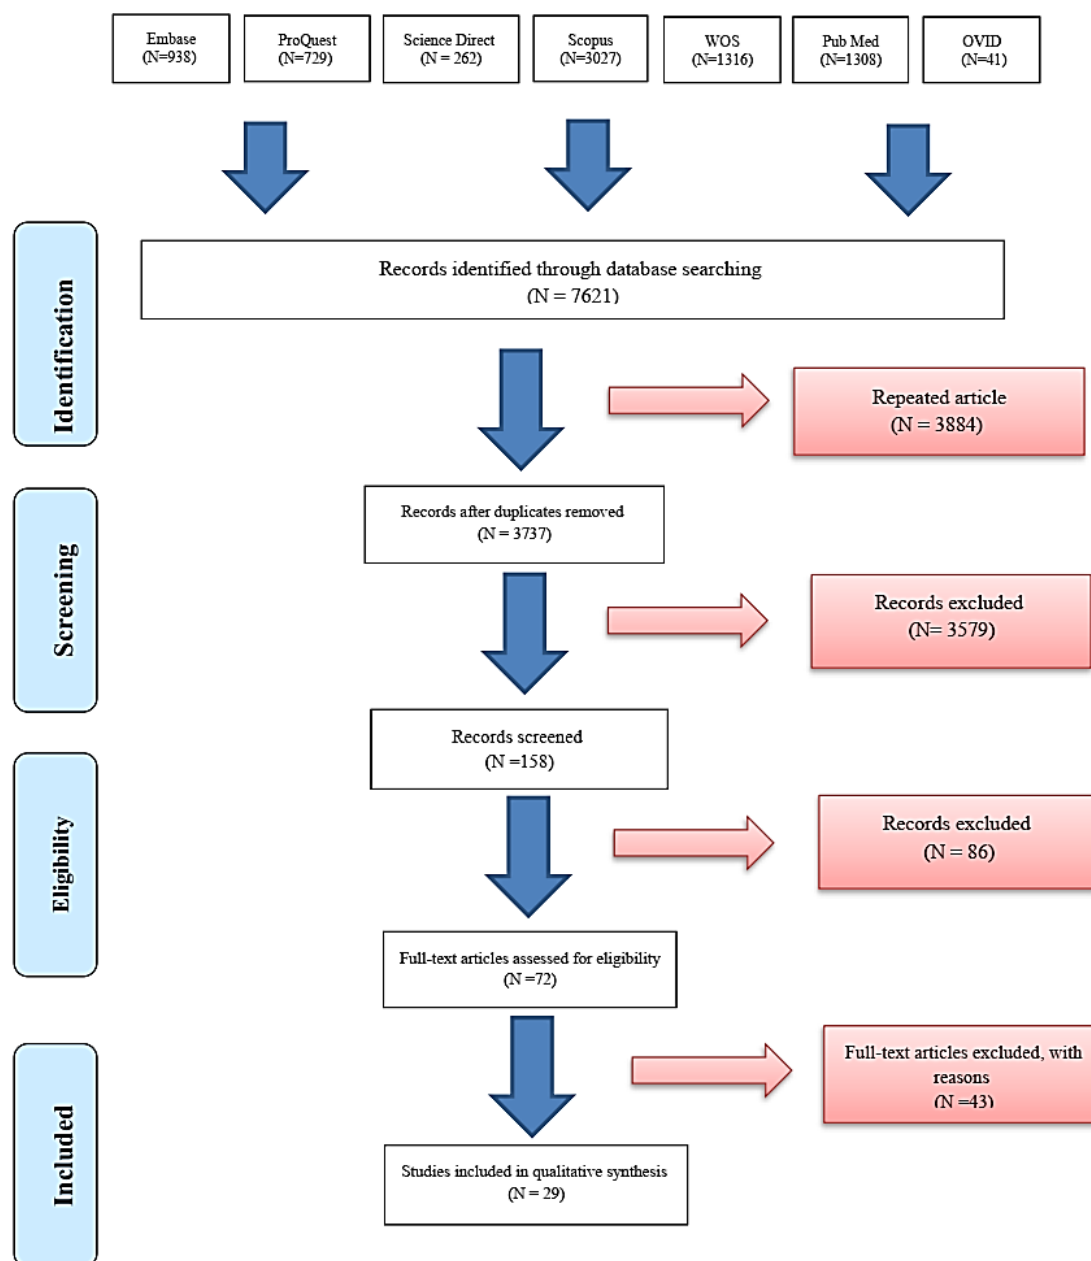 Embase
(N=938)
ProQuest
(N=729)
Science Direct
(N = 262)
Scopus
(N=3027)
WOS
(N=1316)
Pub Med
(N=1308)
OVID
(N=41)
Identification
Records identified through database searching
(N = 7621)
Repeated article
(N = 3884)
Screening
Records after duplicates removed
(N = 3737)
Records excluded
(N= 3579)
Records screened
(N =158)
Eligibility
Records excluded
(N = 86)
Full-text articles assessed for eligibility
(N =72)
Included
Full-text articles excluded, with
reasons
(N =43)
Studies included in qualitative synthesis
(N = 29)